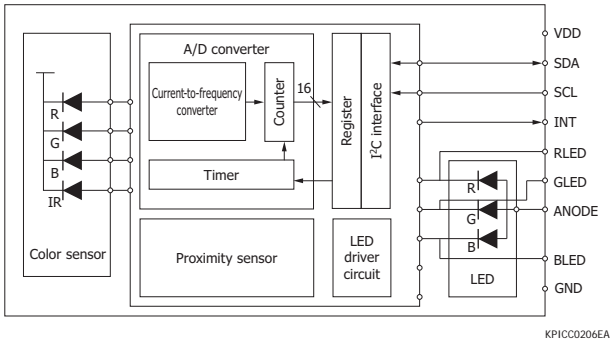 A/D converter
Current-to-frequency
converter
Counter
16
Timer
Register
I²C interface
R
G
B
IR
Color sensor
Proximity sensor
LED
driver
circuit
R
G
B
LED
VDD
SDA
SCL
INT
RLED
GLED
ANODE
BLED
GND
KPICC0206EA